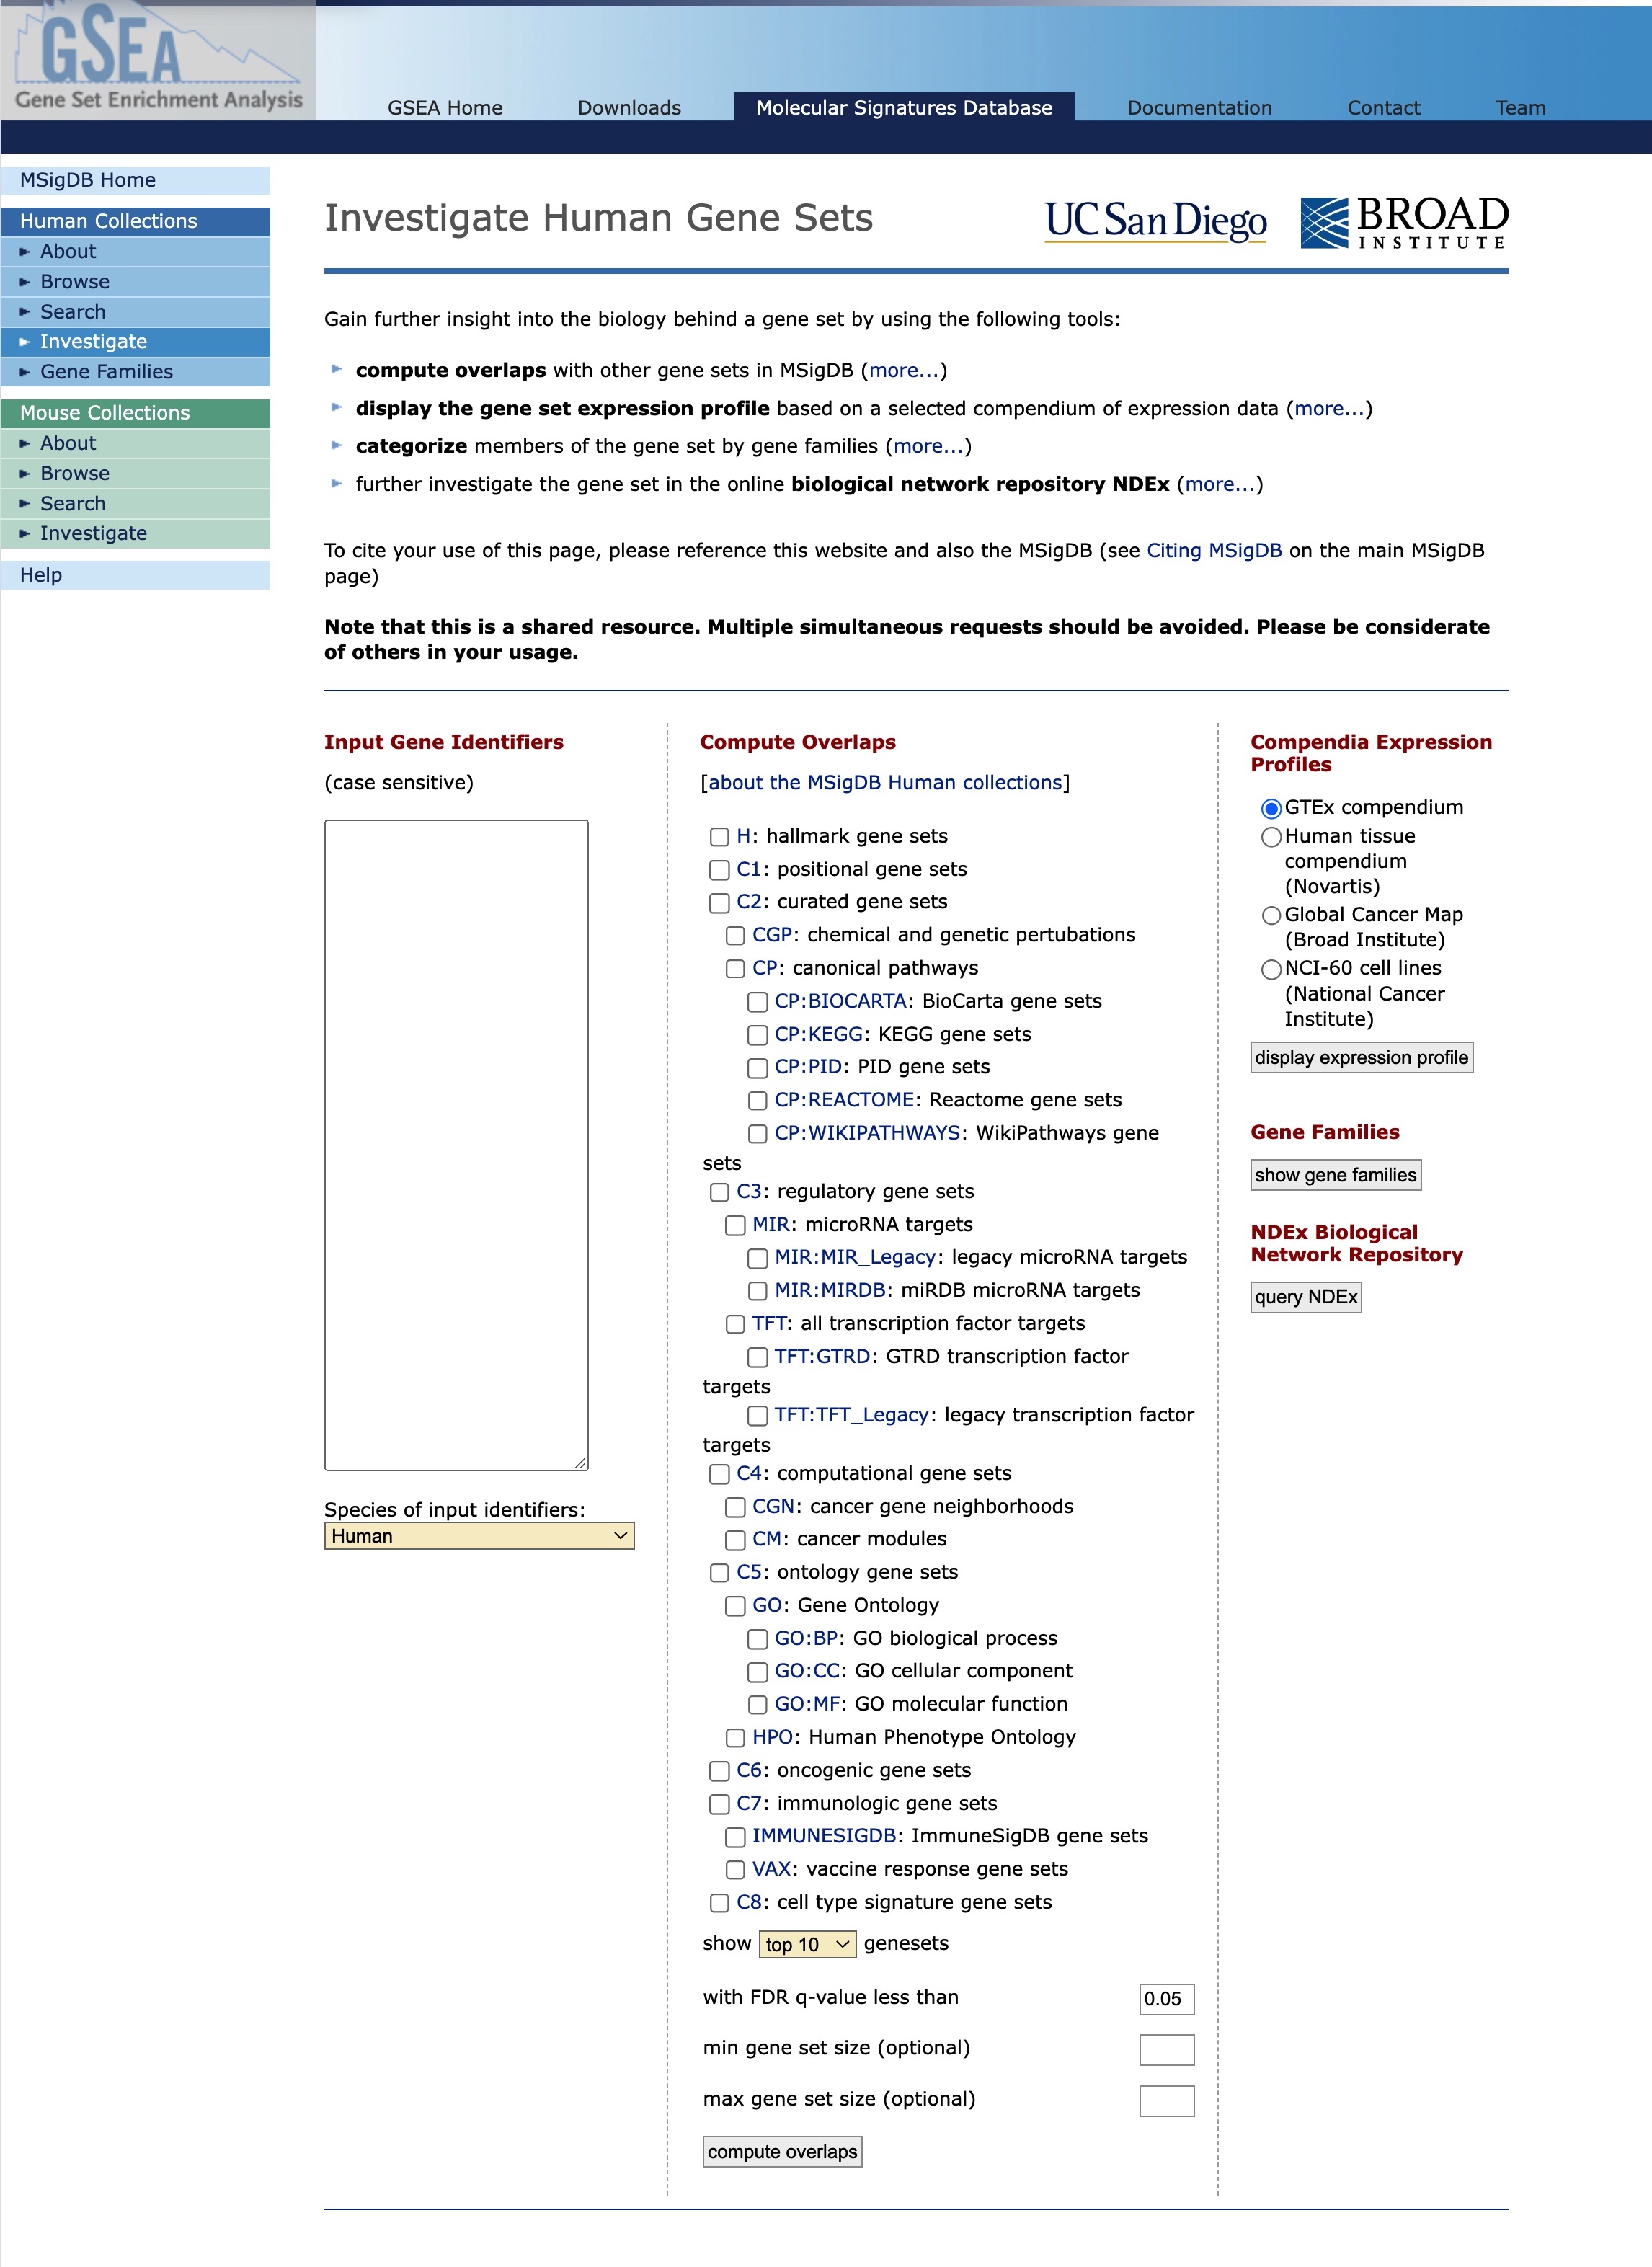 GSEA
Gene Set Enrichment Analysis
GSEA Home
Downloads
Molecular Signatures Database
Documentation
Contact
Team
MSigDB Home
Human Collections
About
Browse
Search
Investigate
Gene Families
Mouse Collections
About
Browse
Search
Investigate
Help
Investigate Human Gene Sets
UC San Diego
BROAD
INSTITUTE
Gain further insight into the biology behind a gene set by using the following tools:
compute overlaps with other gene sets in MSigDB (more...)
display the gene set expression profile based on a selected compendium of expression data (more...)
categorize members of the gene set by gene families (more...)
further investigate the gene set in the online biological network repository NDEx (more...)
To cite your use of this page, please reference this website and also the MSigDB (see Citing MSigDB on the main MSigDB
page)
Note that this is a shared resource. Multiple simultaneous requests should be avoided. Please be considerate
of others in your usage.
Input Gene Identifiers
(case sensitive)
Species of input identifiers:
Human
Compute Overlaps
[about the MSigDB Human collections]
H: hallmark gene sets
C1: positional gene sets
C2: curated gene sets
CGP: chemical and genetic pertubations
CP: canonical pathways
CP:BIOCARTA: BioCarta gene sets
CP:KEGG: KEGG gene sets
CP:PID: PID gene sets
CP:REACTOME: Reactome gene sets
CP:WIKIPATHWAYS: WikiPathways gene
sets
C3: regulatory gene sets
MIR: microRNA targets
MIR:MIR_Legacy: legacy microRNA targets
MIR:MIRDB: miRDB microRNA targets
TFT: all transcription factor targets
TFT:GTRD: GTRD transcription factor
targets
TFT:TFT_Legacy: legacy transcription factor
targets
C4: computational gene sets
CGN: cancer gene neighborhoods
CM: cancer modules
C5: ontology gene sets
GO: Gene Ontology
GO:BP: GO biological process
GO:CC: GO cellular component
GO:MF: GO molecular function
HPO: Human Phenotype Ontology
C6: oncogenic gene sets
C7: immunologic gene sets
IMMUNESIGDB: ImmuneSigDB gene sets
VAX: vaccine response gene sets
C8: cell type signature gene sets
show top 10 genesets
with FDR q-value less than 0.05
min gene set size (optional)
max gene set size (optional)
compute overlaps
Compendia Expression
Profiles
GTEx compendium
Human tissue
compendium
(Novartis)
Global Cancer Map
(Broad Institute)
NCI-60 cell lines
(National Cancer
Institute)
display expression profile
Gene Families
show gene families
NDEx Biological
Network Repository
query NDEx